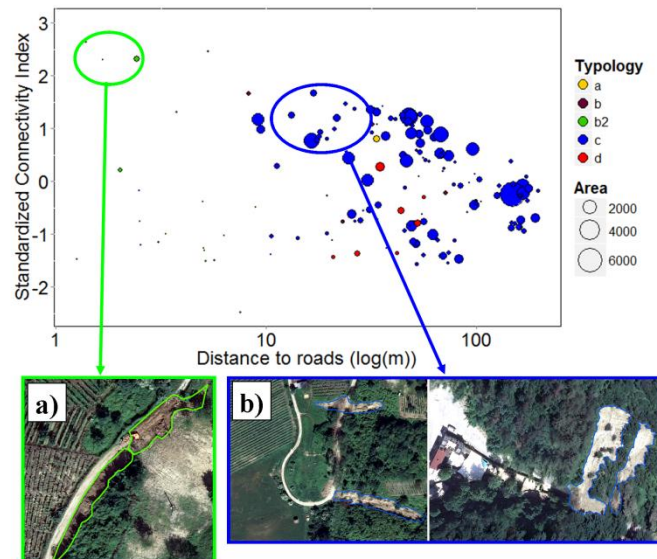 Standardized Connectivity Index
3
2
1
0
-1
-2
1
10
100
Distance to roads (log(m))
Typology
a
b
b2
c
d
Area
2000
4000
6000
a)
b)